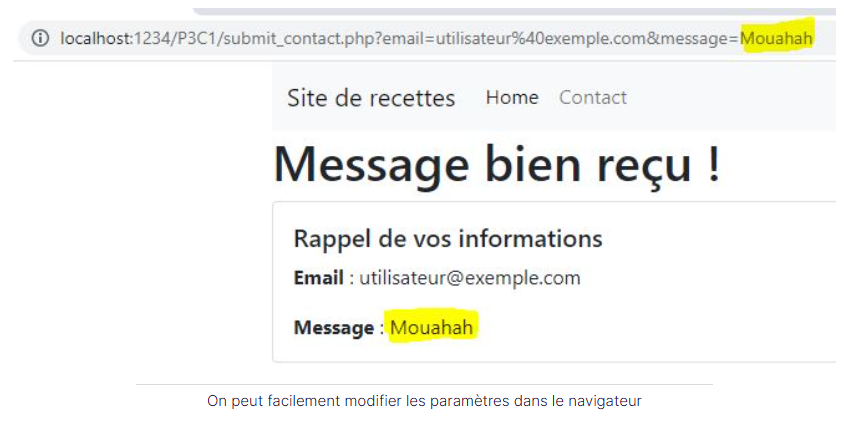 localhost:1234/P3C1/submit_contact.php?email=utilisateur%40exemple.com&message=Mouahah
Site de recettes Home Contact
Message bien reçu !
Rappel de vos informations
Email : utilisateur@exemple.com
Message : Mouahah
On peut facilement modifier les paramètres dans le navigateur